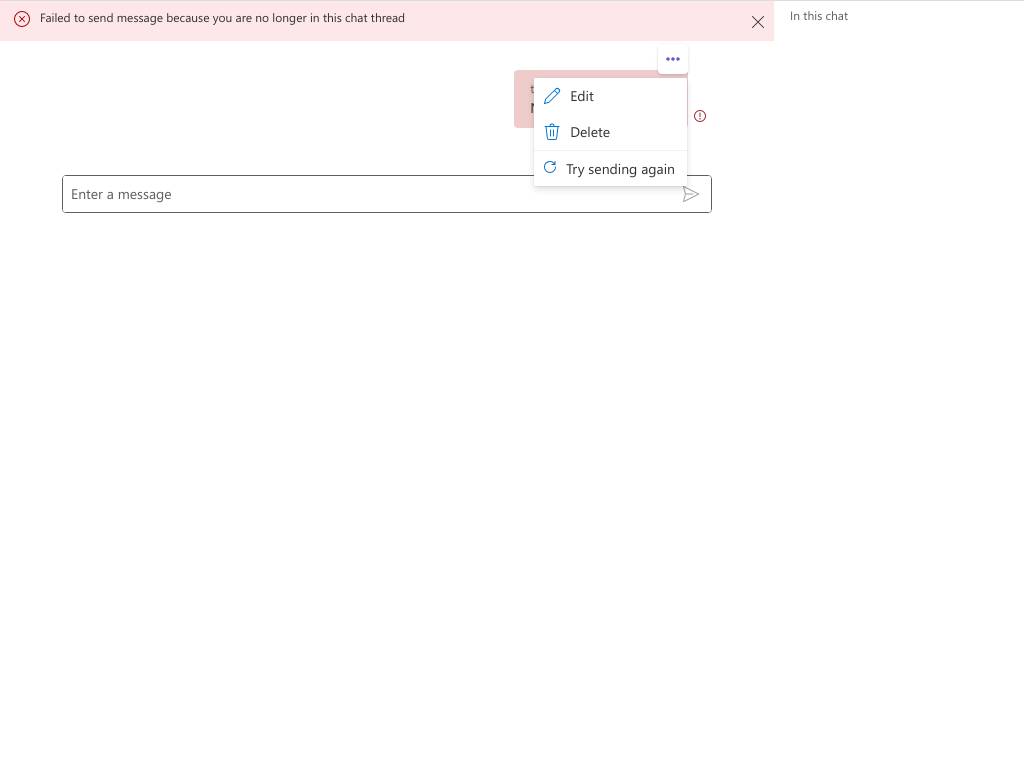 Failed to send message because you are no longer in this chat thread
In this chat
Edit
Delete
Try sending again
Enter a message